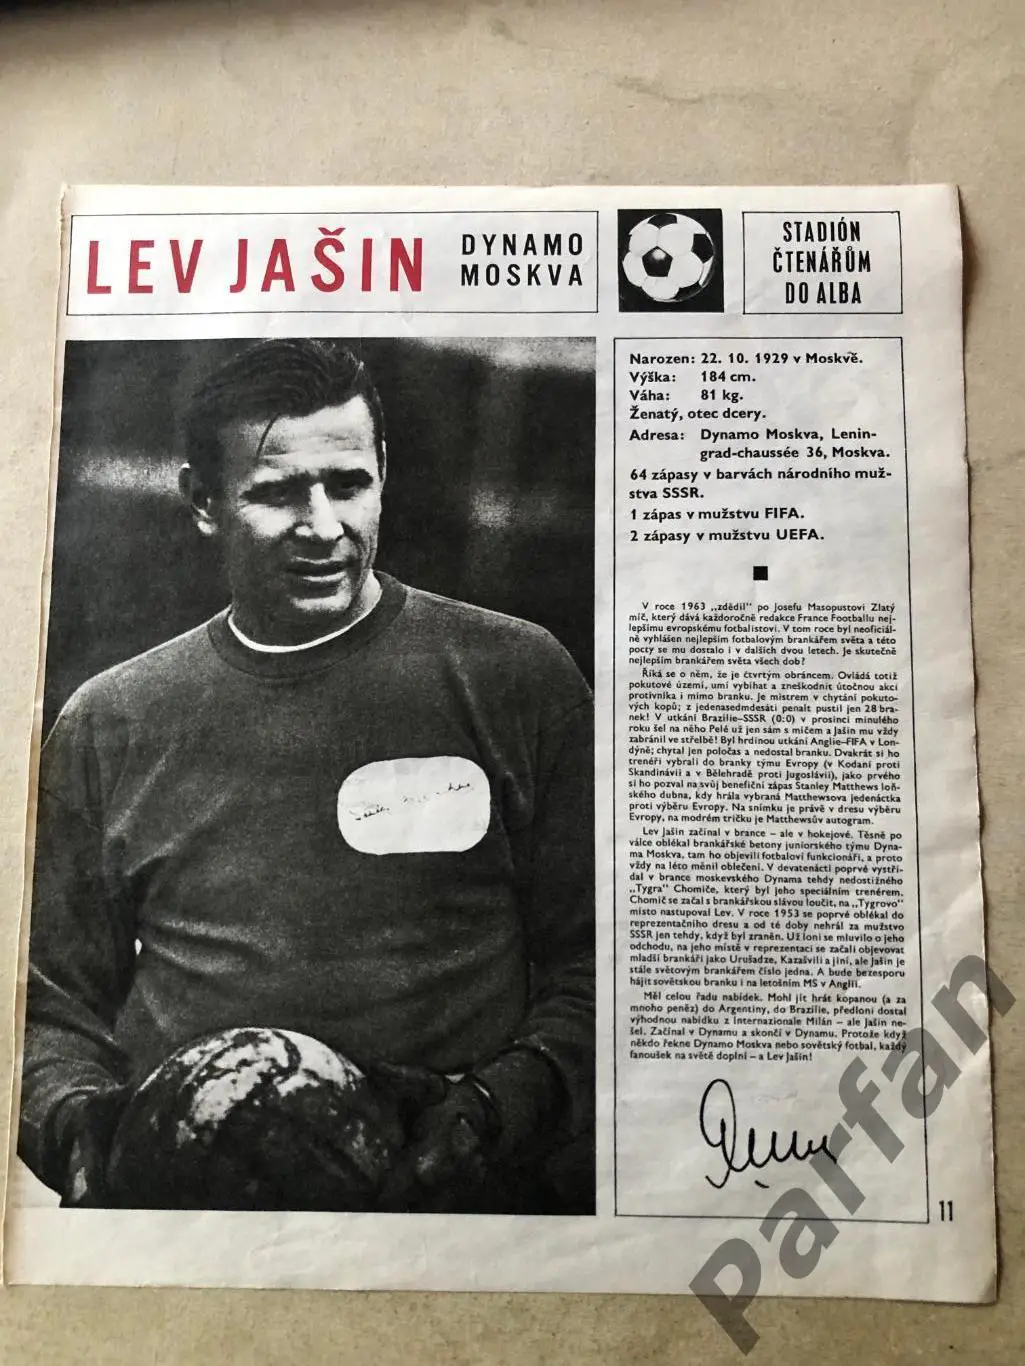 LEV JAŠIN
DYNAMO
MOSKVA
STADIÓN
ČTENÁŘŮM
DO ALBA
Narozen: 22. 10. 1929 v Moskvě.
Výška: 184 cm.
Váha: 81 kg.
Ženatý, otec dcery.
Adresa: Dynamo Moskva, Lenin-
grad-chaussée 36, Moskva.
64 zápasy v barvách národního muž-
stva SSSR.
1 zápas v mužstvu FIFA.
2 zápasy v mužstvu UEFA.
V roce 1963 „zdědil" po Josefu Masopustovi Zlatý
míč, který dává každoročně redakce France Footballu nej-
lepšímu evropskému fotbalistovi. V tom roce byl neoficiál-
ně vyhlášen nejlepším fotbalovým brankářem světa a této
pocty se mu dostalo i v dalších dvou letech. Je skutečně
nejlepším brankářem světa všech dob?
Říká se o něm, že je čtvrtým obráncem. Ovládá totiž
pokutové území, umí vybíhat a zneškodnit útočnou akci
protivníka i mimo branku. Je mistrem v chytání pokuto-
vých kopů; z jedenasedmdesáti penalt pustil jen 28 bra-
nek! V utkání Brazílie–SSSR (0:0) v prosinci minulého
roku šel na něho Pelé už jen sám s míčem a Jašin mu vždy
zabránil ve střelbě! Byl hrdinou utkání Anglie–FIFA v Lon-
dýně; chytal jen poločas a nedostal branku. Dvakrát si ho
trenéři vybrali do branky týmu Evropy (v Kodani proti
Skandinávii a v Bělehradě proti Jugoslávii), jako prvého
si ho pozval na svůj benefiční zápas Stanley Matthews loň-
ského dubna, kdy hrála vybraná Matthewsova jedenáctka
proti výběru Evropy. Na snímku je právě v dresu výběru
Evropy, na modrém tričku je Matthewsův autogram.
Lev Jašin začínal v brance – ale v hokejové. Těsně po
válce oblékal brankářské betony juniorského týmu Dyna-
ma Moskva, tam ho objevili fotbaloví funkcionáři, a proto
vždy na léto měnil oblečení. V devatenácti poprvé vystří-
dal v brance moskevského Dynama tehdy nedostižného
„Tygra" Chomiče, který byl jeho speciálním trenérem.
Chomič se začal s brankářskou slávou loučit, na „Tygrovo"
místo nastupoval Lev. V roce 1953 se poprvé oblékal do
reprezentačního dresu a od té doby nehrál za mužstvo
SSSR jen tehdy, když byl zraněn. Už loni se mluvilo o jeho
odchodu, na jeho místě v reprezentaci se začali objevovat
mladší brankáři jako Urušadze, Kazašvili a jiní, ale Jašin je
stále světovým brankářem číslo jedna. A bude bezesporu
hájit sovětskou branku i na letošním MS v Anglii.
Měl celou řadu nabídek. Mohl jít hrát kopanou (a za
mnoho peněz) do Argentiny, do Brazílie, předloni dostal
výhodnou nabídku z Internazionale Milán – ale Jašin ne-
šel. Začínal v Dynamu a skončí v Dynamu. Protože když
někdo řekne Dynamo Moskva nebo sovětský fotbal, každý
fanoušek na světě doplní – a Lev Jašin!
11
Parfan